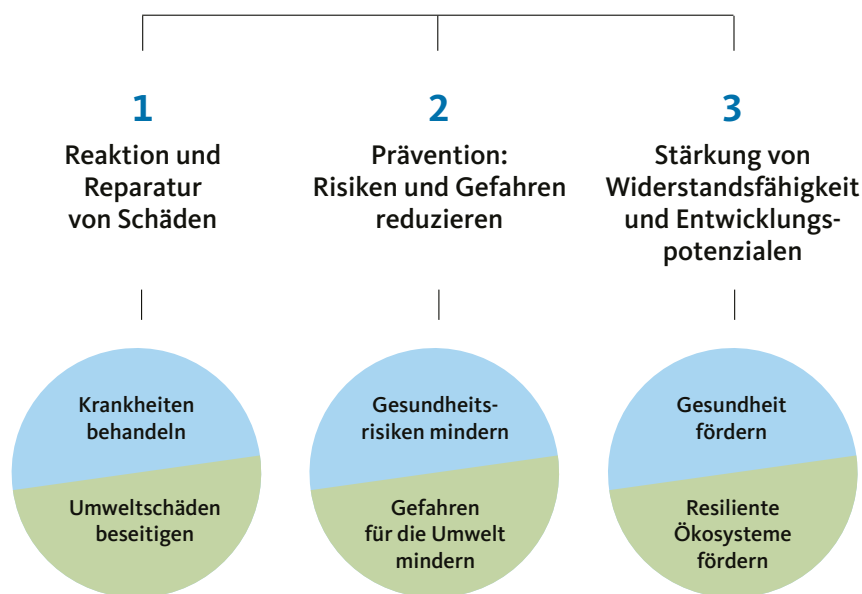 1
Reaktion und
Reparatur
von Schäden
2
Prävention:
Risiken und Gefahren
reduzieren
3
Stärkung von
Widerstandsfähigkeit
und Entwicklungs-
potenzialen
Krankheiten
behandeln
Umweltschäden
beseitigen
Gesundheits-
risiken mindern
Gefahren
für die Umwelt
mindern
Gesundheit
fördern
Resiliente
Ökosysteme
fördern